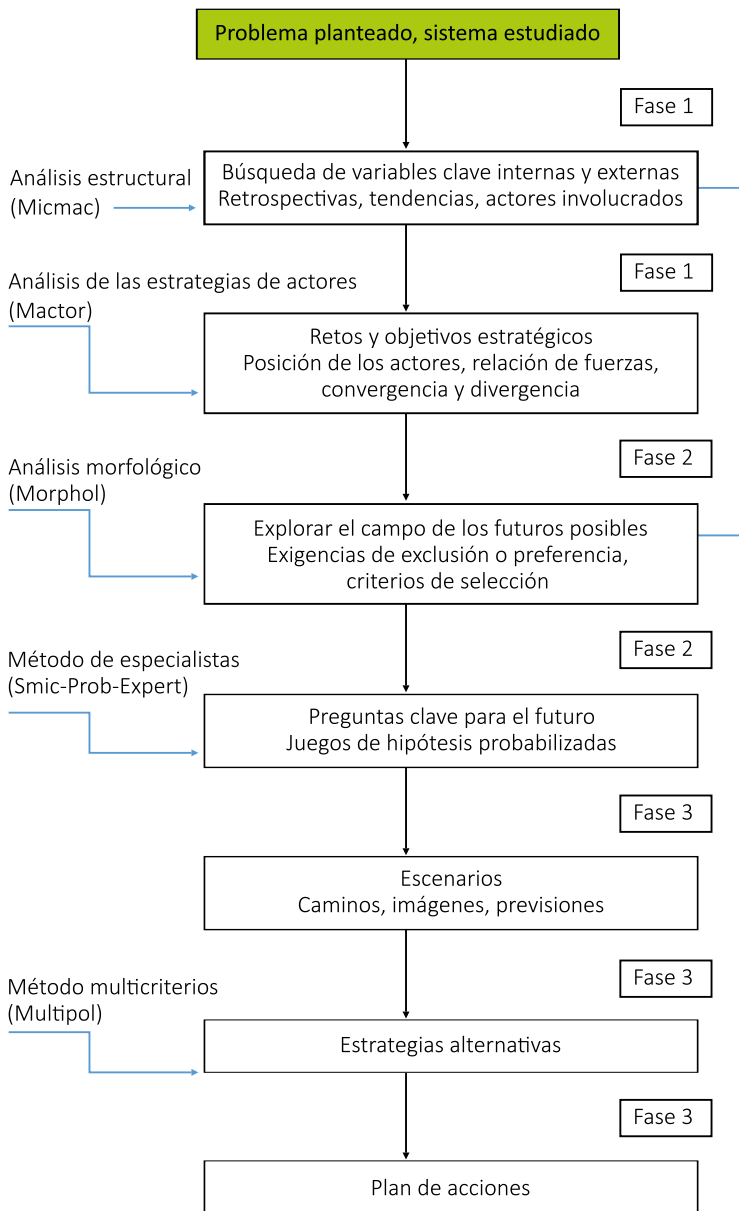 Problema planteado, sistema estudiado
Fase 1
Análisis estructural
(Micmac)
Búsqueda de variables clave internas y externas
Retrospectivas, tendencias, actores involucrados
Fase 1
Análisis de las estrategias de actores
(Mactor)
Retos y objetivos estratégicos
Posición de los actores, relación de fuerzas,
convergencia y divergencia
Fase 2
Análisis morfológico
(Morphol)
Explorar el campo de los futuros posibles
Exigencias de exclusión o preferencia,
criterios de selección
Fase 2
Método de especialistas
(Smic-Prob-Expert)
Preguntas clave para el futuro
Juegos de hipótesis probabilizadas
Fase 3
Escenarios
Caminos, imágenes, previsiones
Fase 3
Método multicriterios
(Multipol)
Estrategias alternativas
Fase 3
Plan de acciones